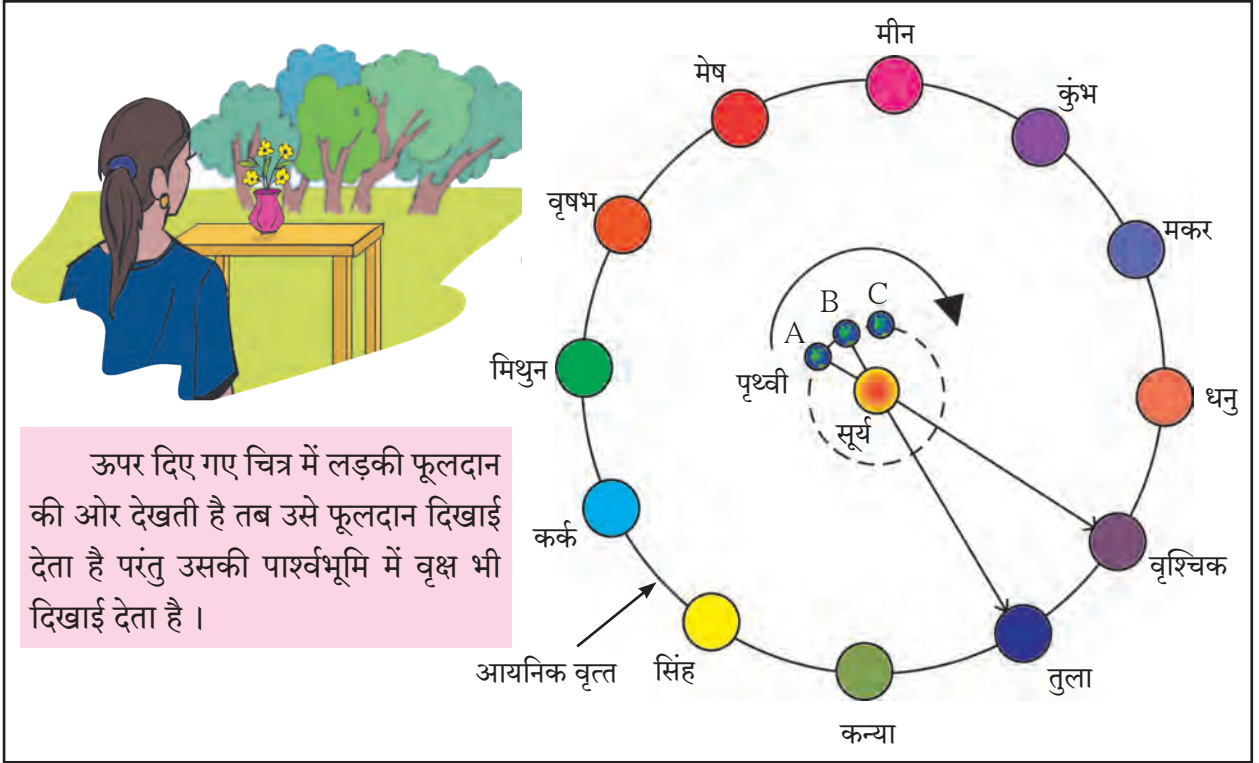 मीन
मेष
कुंभ
वृषभ
मकर
C
B
A
मिथुन
पृथ्वी
धनु
सूर्य
ऊपर दिए गए चित्र में लड़की फूलदान
की ओर देखती है तब उसे फूलदान दिखाई
देता है परंतु उसकी पार्श्वभूमि में वृक्ष भी
दिखाई देता है ।
कर्क
वृश्चिक
आयनिक वृत्त
सिंह
तुला
कन्या